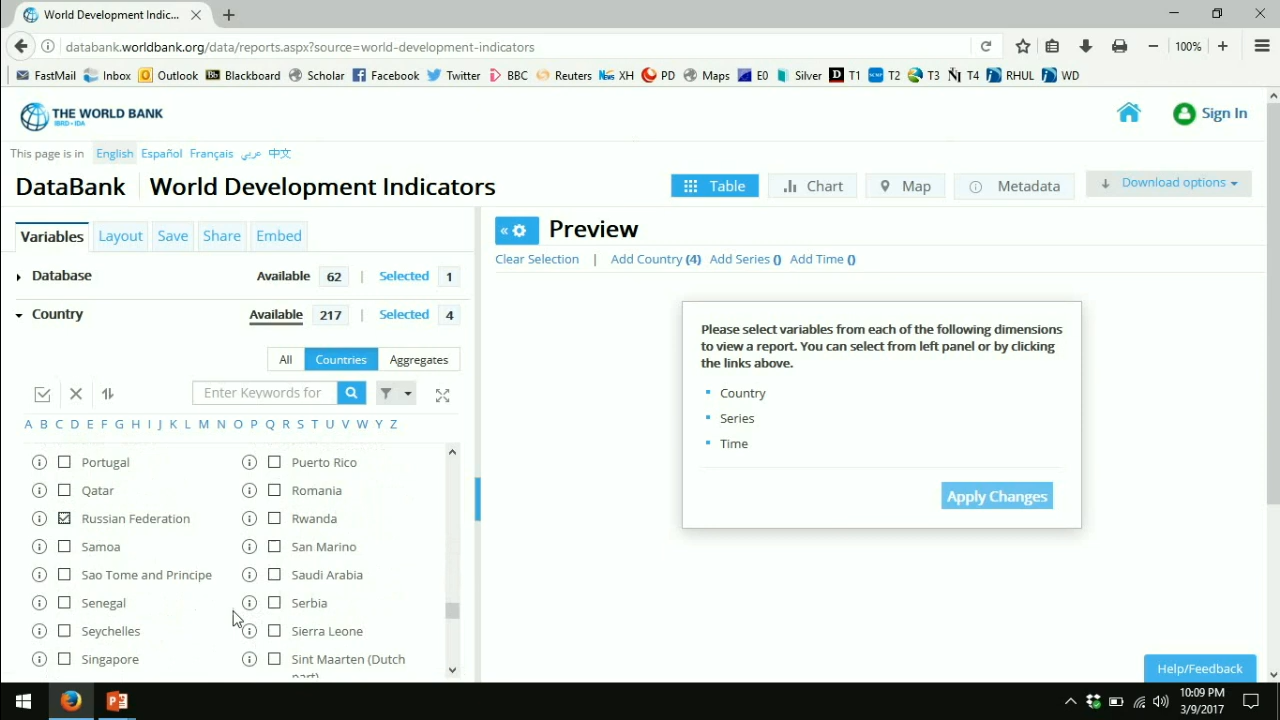 World Development Indic...
databank.worldbank.org/data/reports.aspx?source=world-development-indicators
100%
FastMail Inbox Outlook Bb Blackboard Scholar Facebook Twitter BBC Reuters XH PD Maps E0 Silver T1 T2 T3 T4 RHUL WD
THE WORLD BANK
IBRD • IDA
Sign In
This page is in English Español Français عربي 中文
DataBank World Development Indicators
Table Chart Map Metadata Download options
Variables Layout Save Share Embed
« Preview
Clear Selection | Add Country (4) Add Series () Add Time ()
Database Available 62 | Selected 1
Country Available 217 | Selected 4
All Countries Aggregates
Enter Keywords for
A B C D E F G H I J K L M N O P Q R S T U V W X Y Z
Portugal Puerto Rico
Qatar Romania
Russian Federation Rwanda
Samoa San Marino
Sao Tome and Principe Saudi Arabia
Senegal Serbia
Seychelles Sierra Leone
Singapore Sint Maarten (Dutch
part)
Please select variables from each of the following dimensions
to view a report. You can select from left panel or by clicking
the links above.
Country
Series
Time
Apply Changes
Help/Feedback
10:09 PM
3/9/2017